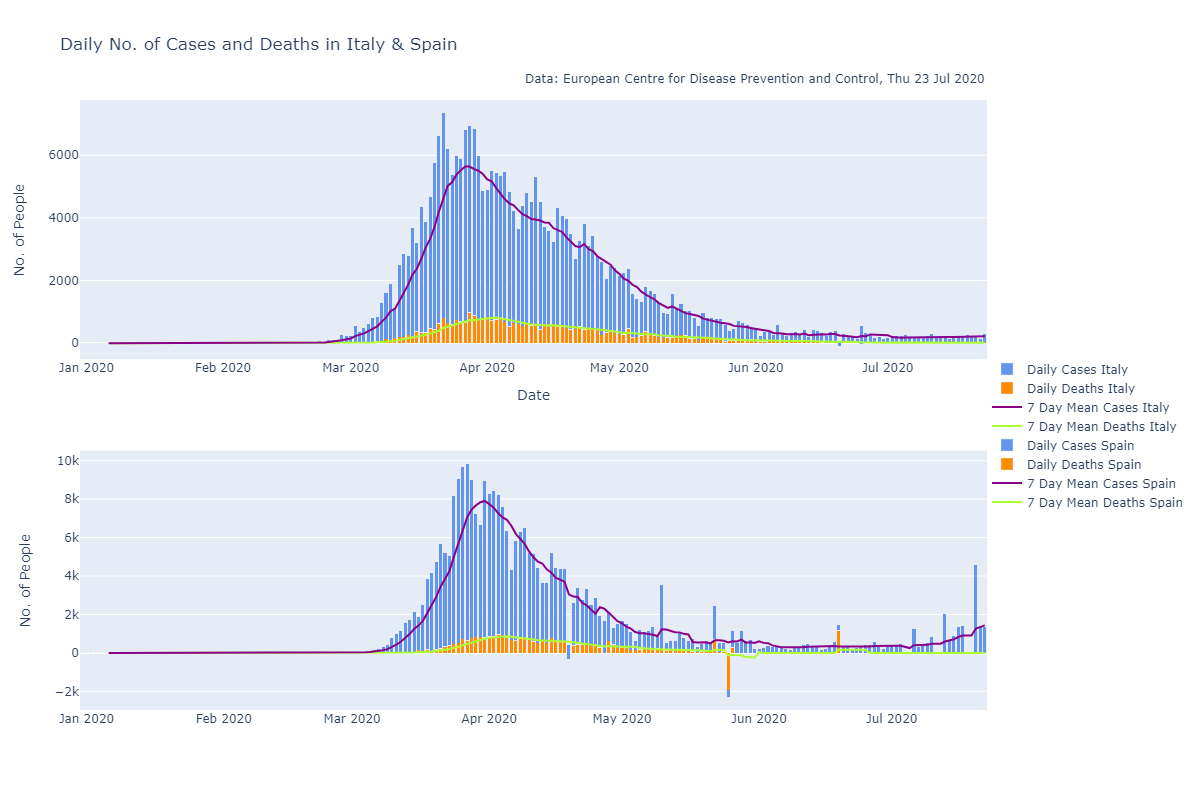 Daily No. of Cases and Deaths in Italy & Spain
Data: European Centre for Disease Prevention and Control, Thu 23 Jul 2020
No. of People
6000
4000
2000
0
Jan 2020 Feb 2020 Mar 2020 Apr 2020 May 2020 Jun 2020 Jul 2020
Date
Daily Cases Italy
Daily Deaths Italy
7 Day Mean Cases Italy
7 Day Mean Deaths Italy
Daily Cases Spain
Daily Deaths Spain
7 Day Mean Cases Spain
7 Day Mean Deaths Spain
No. of People
10k
8k
6k
4k
2k
0
−2k
Jan 2020 Feb 2020 Mar 2020 Apr 2020 May 2020 Jun 2020 Jul 2020